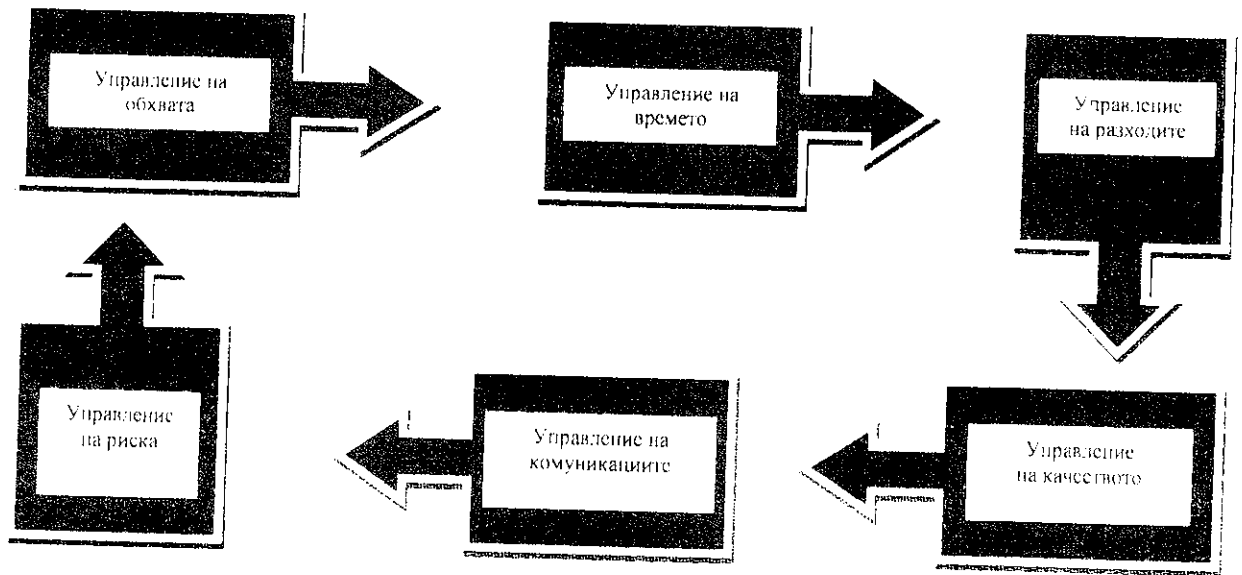 Управление на
обхвата
Управление на
времето
Управление
на разходите
Управление
на качеството
Управление на
комуникациите
Управление
на риска